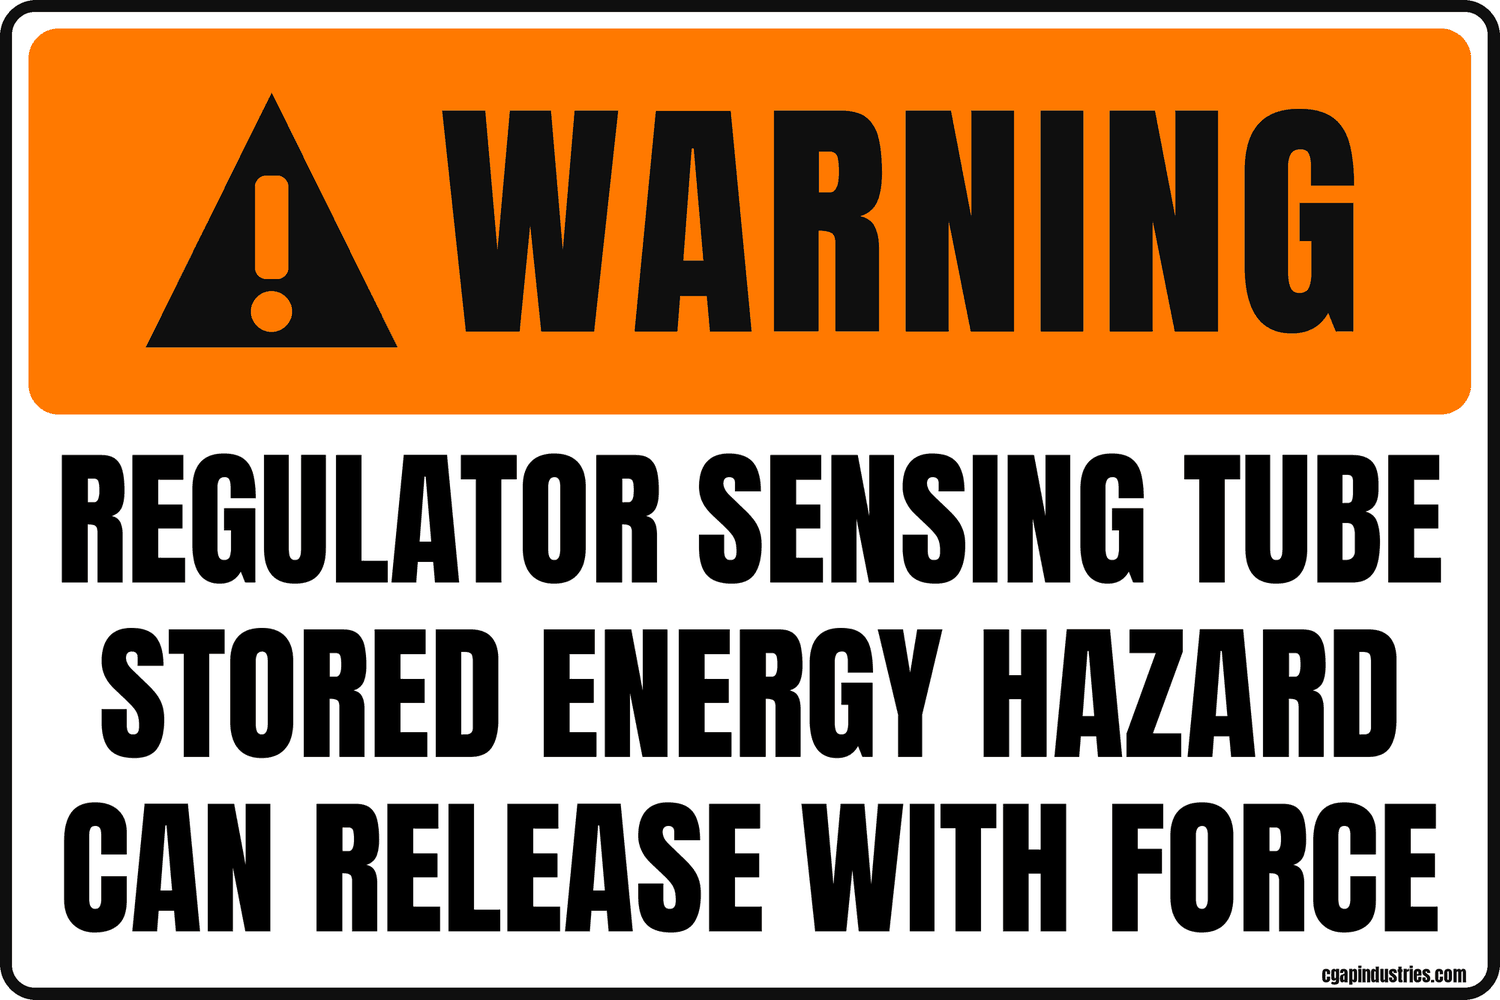 WARNING
REGULATOR SENSING TUBE
STORED ENERGY HAZARD
CAN RELEASE WITH FORCE
cgapindustries.com